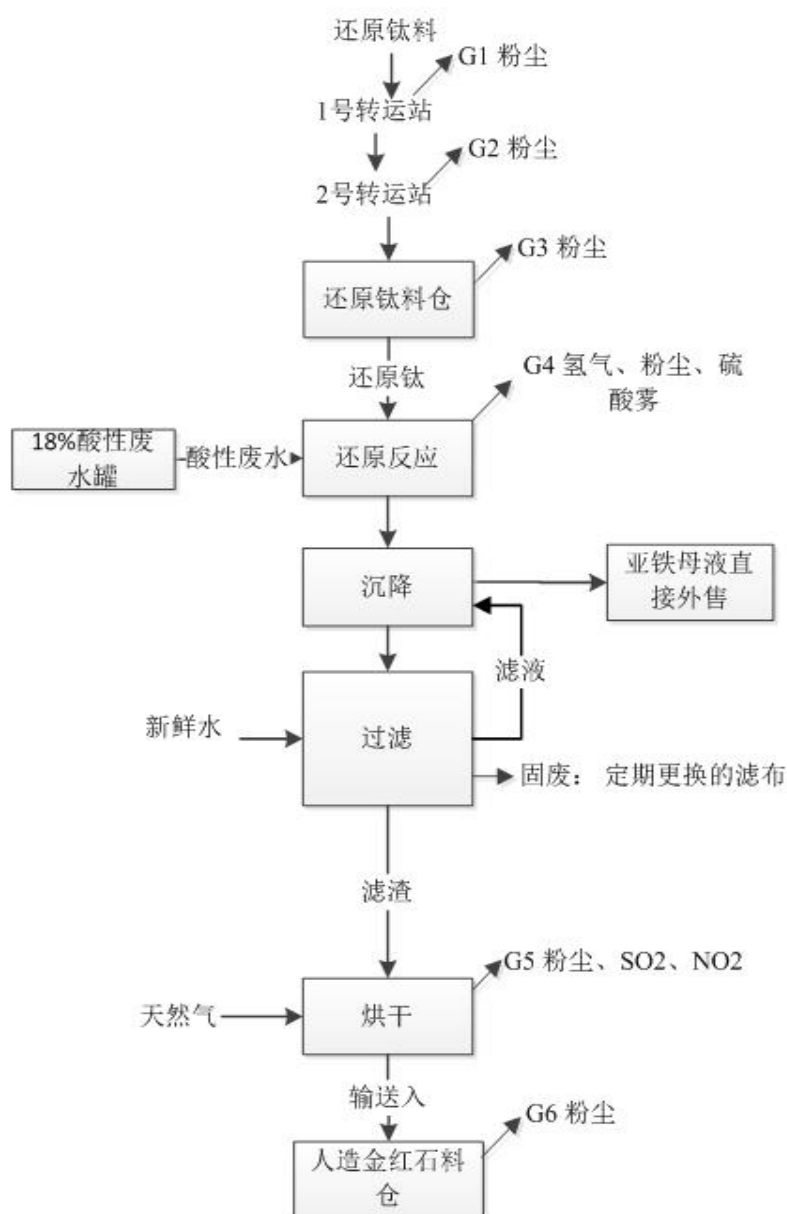 还原钛料
G1 粉尘
1号转运站
G2 粉尘
2号转运站
G3 粉尘
还原钛料仓
还原钛
G4 氢气、粉尘、硫
酸雾
18%酸性废
水罐
酸性废水
还原反应
沉降
亚铁母液直
接外售
滤液
新鲜水
过滤
固废： 定期更换的滤布
滤渣
G5 粉尘、SO2、NO2
天然气
烘干
输送入
G6 粉尘
人造金红石料
仓